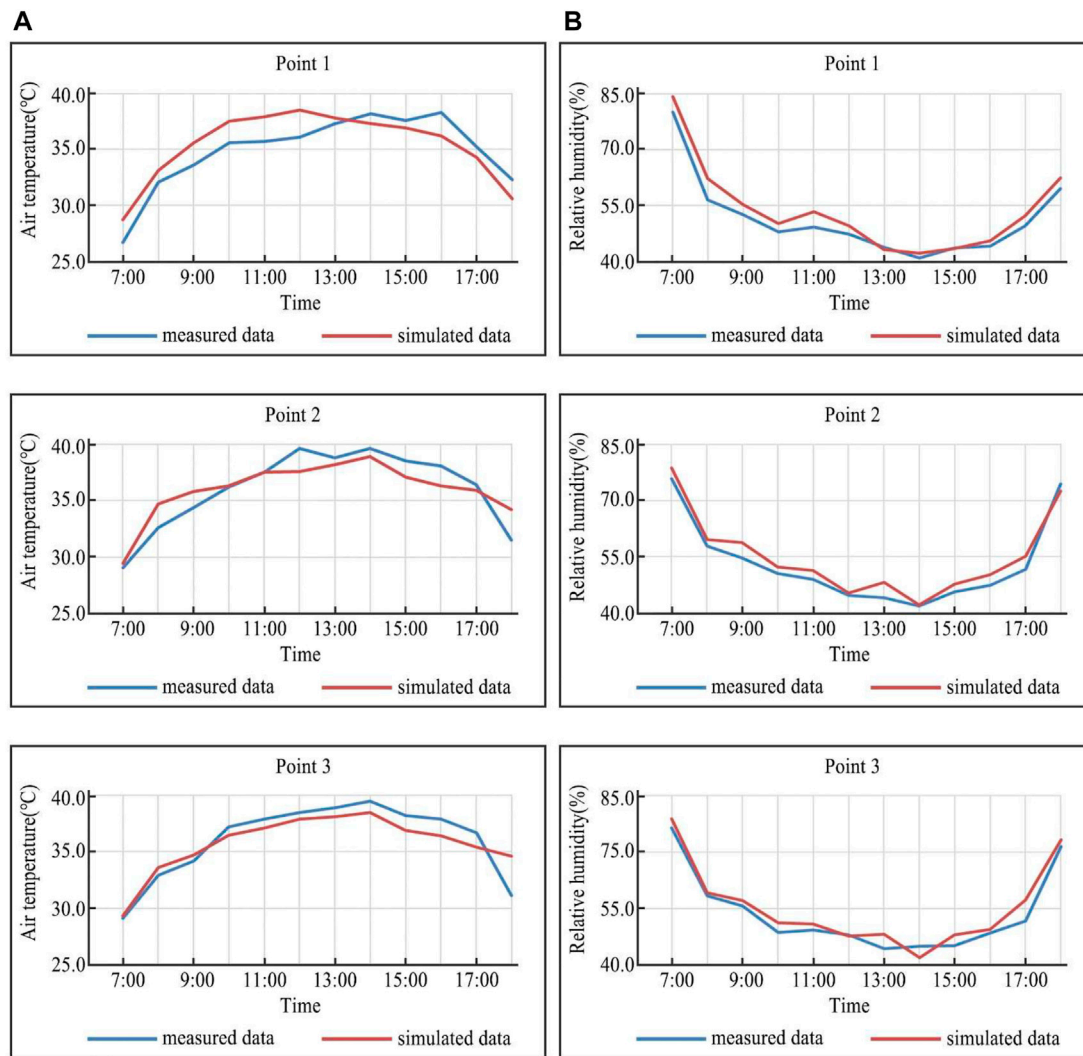 A
B
Point 1
Air temperature(°C)
40.0
35.0
30.0
25.0
7:00 9:00 11:00 13:00 15:00 17:00
Time
measured data simulated data
Point 1
Relative humidity(%)
85.0
70.0
55.0
40.0
7:00 9:00 11:00 13:00 15:00 17:00
Time
measured data simulated data
Point 2
Air temperature(°C)
40.0
35.0
30.0
25.0
7:00 9:00 11:00 13:00 15:00 17:00
Time
measured data simulated data
Point 2
Relative humidity(%)
85.0
70.0
55.0
40.0
7:00 9:00 11:00 13:00 15:00 17:00
Time
measured data simulated data
Point 3
Air temperature(°C)
40.0
35.0
30.0
25.0
7:00 9:00 11:00 13:00 15:00 17:00
Time
measured data simulated data
Point 3
Relative humidity(%)
85.0
75.0
55.0
40.0
7:00 9:00 11:00 13:00 15:00 17:00
Time
measured data simulated data